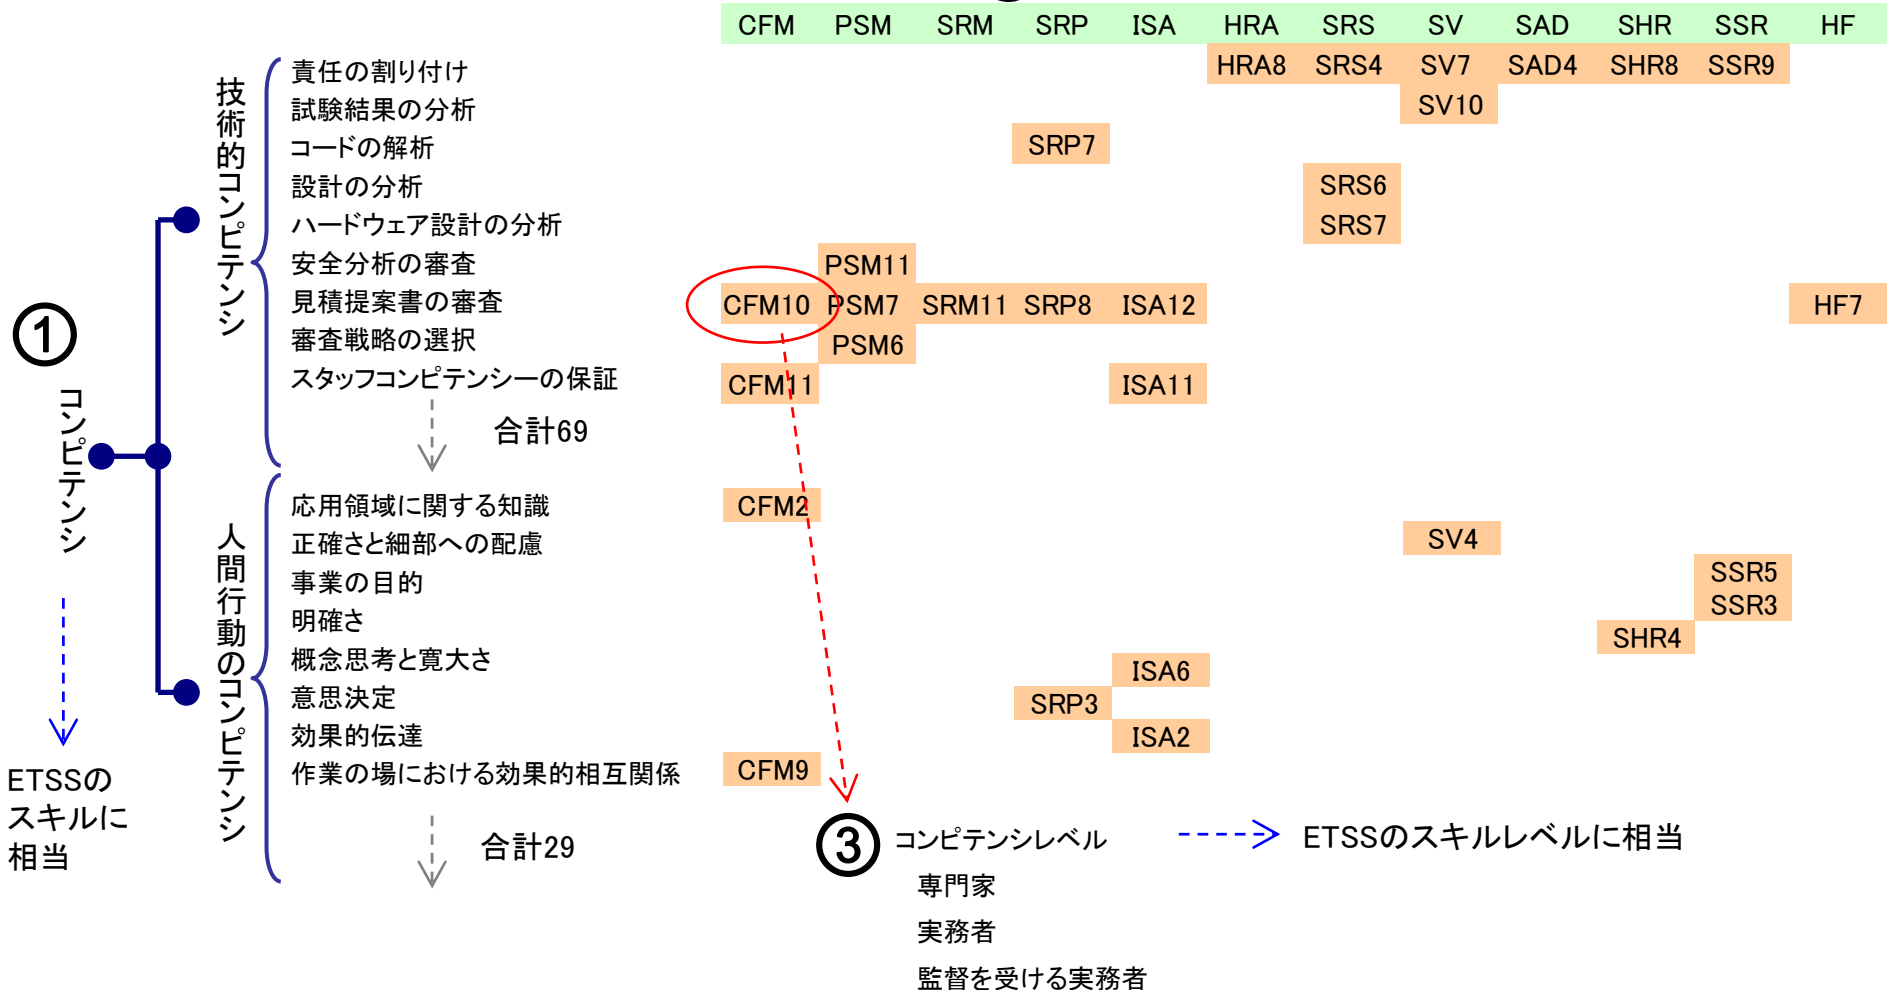 CFM PSM SRM SRP ISA HRA SRS SV SAD SHR SSR HF
①
コンピテンシ
ETSSの
スキルに
相当
技術的コンピテンシ
責任の割り付け HRA8 SRS4 SV7 SAD4 SHR8 SSR9
試験結果の分析 SV10
コードの解析 SRP7
設計の分析 SRS6
ハードウェア設計の分析 SRS7
安全分析の審査 PSM11
見積提案書の審査 CFM10 PSM7 SRM11 SRP8 ISA12 HF7
審査戦略の選択 PSM6
スタッフコンピテンシーの保証 CFM11 ISA11
合計69
人間行動のコンピテンシ
応用領域に関する知識 CFM2
正確さと細部への配慮 SV4
事業の目的 SSR5
明確さ SSR3
SHR4
概念思考と寛大さ ISA6
意思決定 SRP3
効果的伝達 ISA2
作業の場における効果的相互関係 CFM9
合計29
③ コンピテンシレベル ETSSのスキルレベルに相当
専門家
実務者
監督を受ける実務者